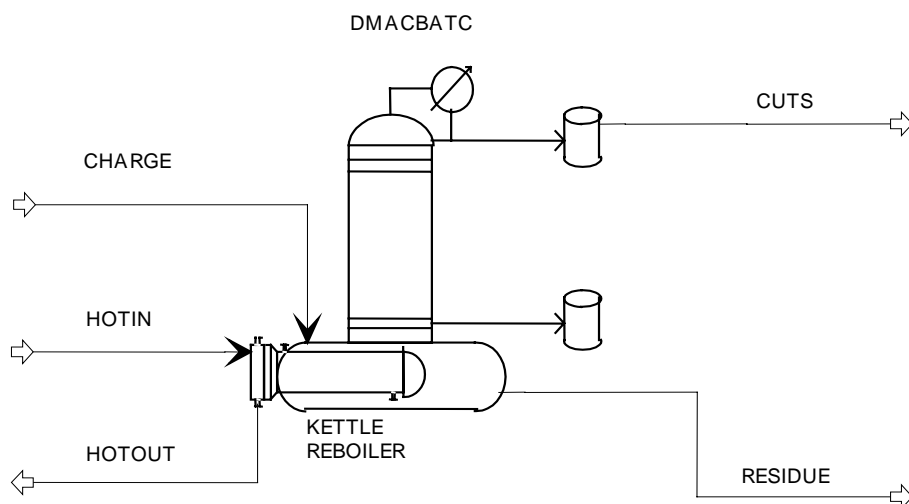 DMACBATC
CUTS
CHARGE
HOTIN
KETTLE
REBOILER
HOTOUT
RESIDUE